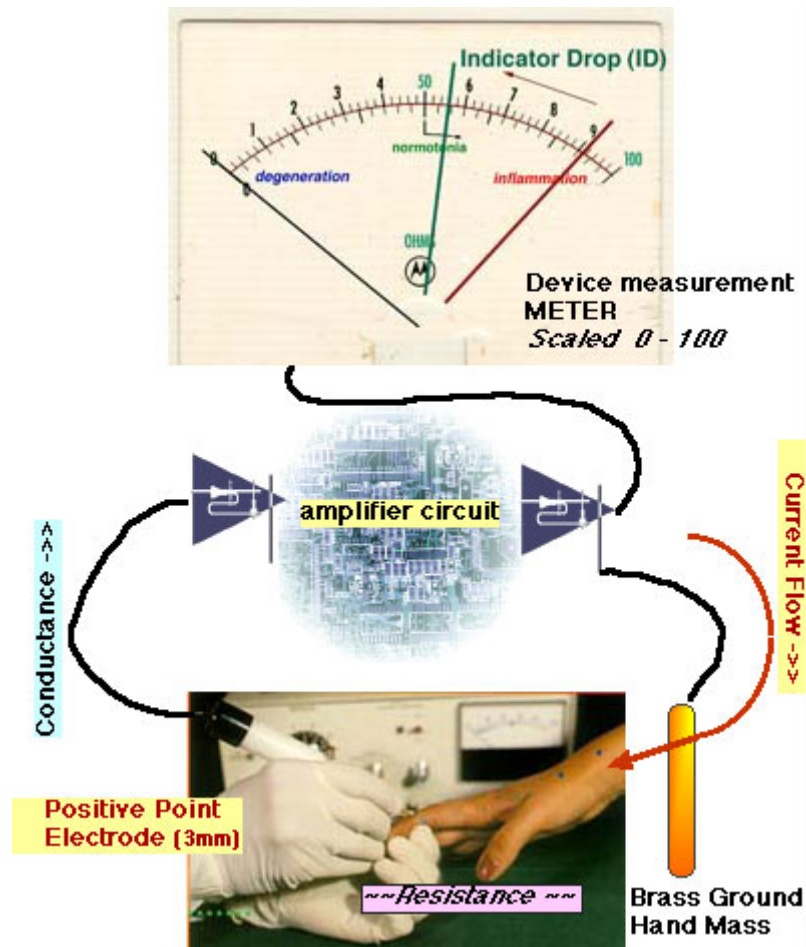 Indicator Drop (ID)
0 1 2 3 4 50 6 7 8 9 100
0
degeneration
normotonia
inflammation
OHMS
Device measurement
METER
Scaled 0 - 100
amplifier circuit
Conductance ->>
Current Flow ->>
Positive Point
Electrode (3mm)
~~Resistance ~~
Brass Ground
Hand Mass